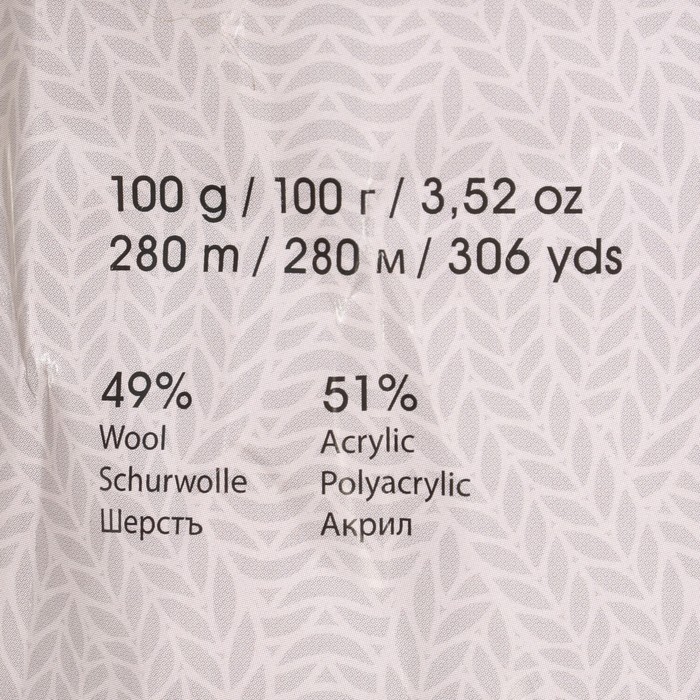 100 g / 100 г / 3,52 oz
280 m / 280 м / 306 yds
49% 51%
Wool Acrylic
Schurwolle Polyacrylic
Шерсть Акрил